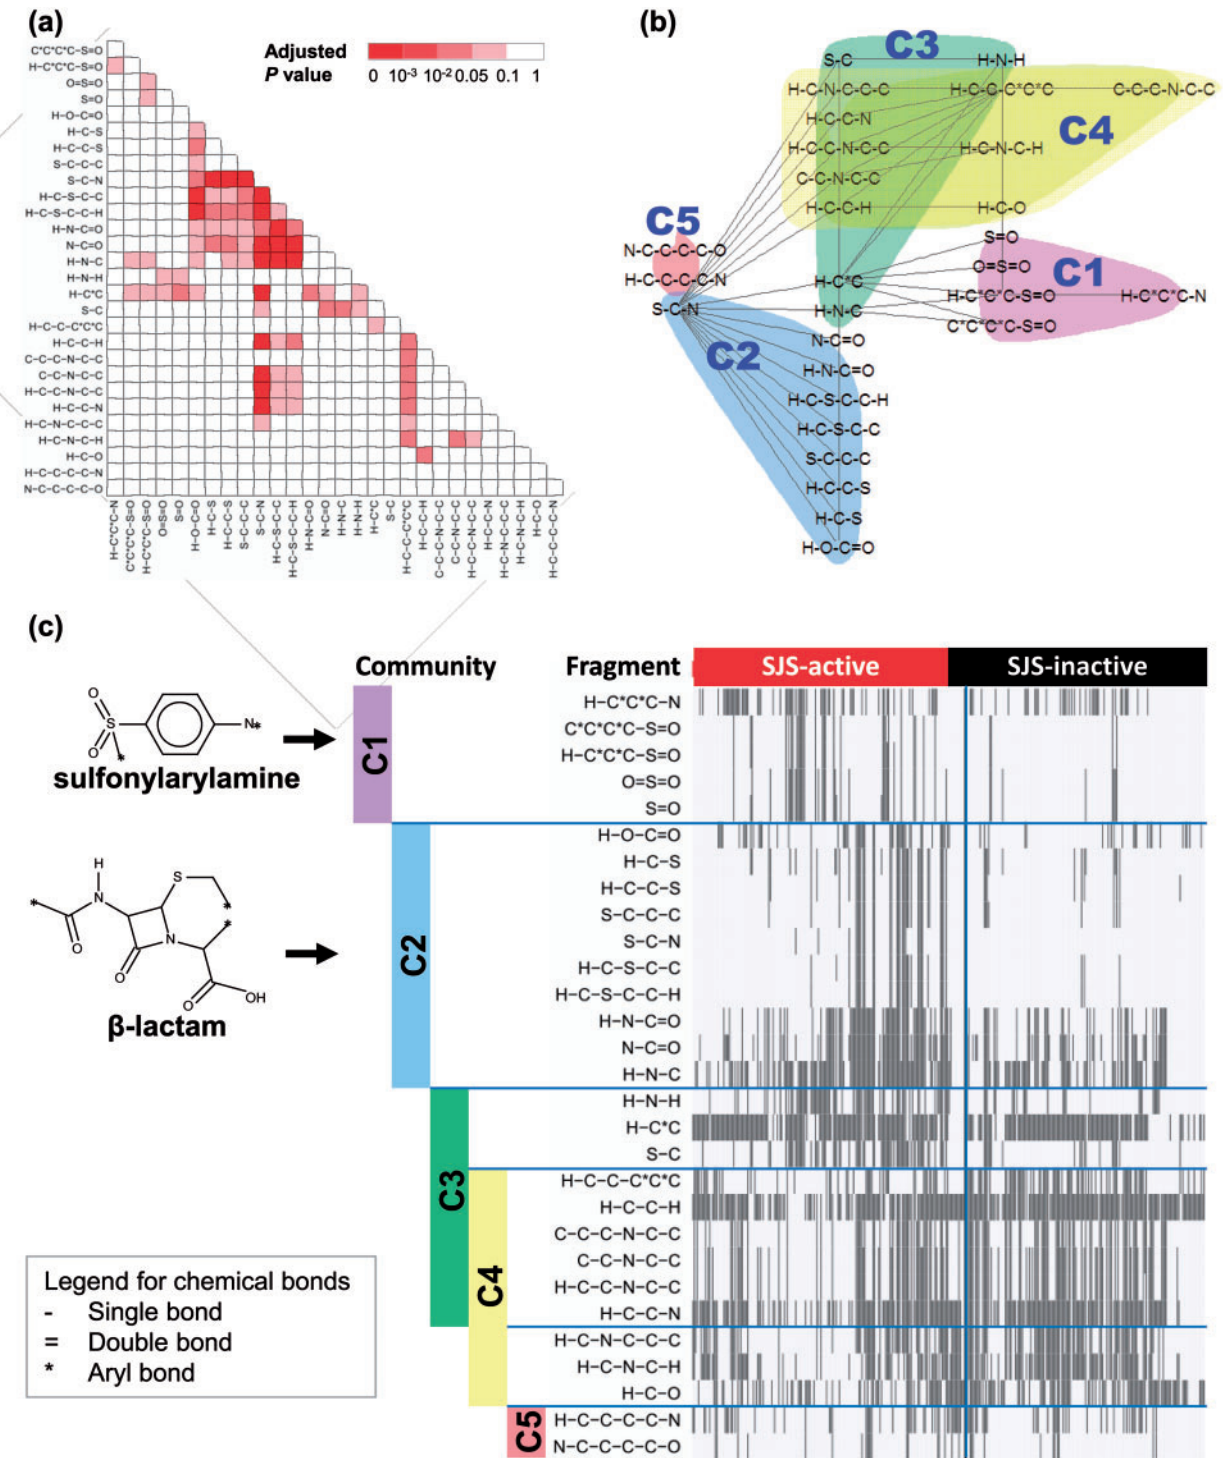 (a)
Adjusted
P value
0 10-3 10-2 0.05 0.1 1
C*C*C*C-S=O
H-C*C*C-S=O
O=S=O
S=O
H-O-C=O
H-C-S
H-C-C-S
S-C-C-C
S-C-N
H-C-S-C-C
H-C-S-C-C-H
H-N-C=O
N-C=O
H-N-C
H-N-H
H-C*C
S-C
H-C-C-C*C*C
H-C-C-H
C-C-C-N-C-C
C-C-N-C-C
H-C-C-N-C-C
H-C-C-N
H-C-N-C-C-C
H-C-N-C-H
H-C-O
H-C-C-C-C-N
N-C-C-C-C-O
H-C*C*C-N
C*C*C*C-S=O
H-C*C*C-S=O
O=S=O
S=O
H-O-C=O
H-C-S
H-C-C-S
S-C-C-C
S-C-N
H-C-S-C-C
H-C-S-C-C-H
H-N-C=O
N-C=O
H-N-C
H-N-H
H-C*C
S-C
H-C-C-C*C*C
H-C-C-H
C-C-C-N-C-C
C-C-N-C-C
H-C-C-N-C-C
H-C-C-N
H-C-N-C-C-C
H-C-N-C-H
H-C-O
H-C-C-C-C-N
(b)
C3
S-C H-N-H
H-C-N-C-C-C H-C-C-C*C*C C-C-C-N-C-C
H-C-C-N
C4
H-C-C-N-C-C H-C-N-C-H
C-C-N-C-C
H-C-C-H H-C-O
C5
S=O
N-C-C-C-C-O
O=S=O
C1
H-C-C-C-C-N H-C*C
H-C*C*C-S=O H-C*C*C-N
S-C-N H-N-C
C*C*C*C-S=O
N-C=O
C2
H-N-C=O
H-C-S-C-C-H
H-C-S-C-C
S-C-C-C
H-C-C-S
H-C-S
H-O-C=O
(c)
Community Fragment SJS-active SJS-inactive
O
S
O
*
N*
sulfonylarylamine
H
N
S
*
*
*
O
N
O
O
OH
β-lactam
C1
C2
C3
C4
C5
H-C*C*C-N
C*C*C*C-S=O
H-C*C*C-S=O
O=S=O
S=O
H-O-C=O
H-C-S
H-C-C-S
S-C-C-C
S-C-N
H-C-S-C-C
H-C-S-C-C-H
H-N-C=O
N-C=O
H-N-C
H-N-H
H-C*C
S-C
H-C-C-C*C*C
H-C-C-H
C-C-C-N-C-C
C-C-N-C-C
H-C-C-N-C-C
H-C-C-N
H-C-N-C-C-C
H-C-N-C-H
H-C-O
H-C-C-C-C-N
N-C-C-C-C-O
Legend for chemical bonds
- Single bond
= Double bond
* Aryl bond